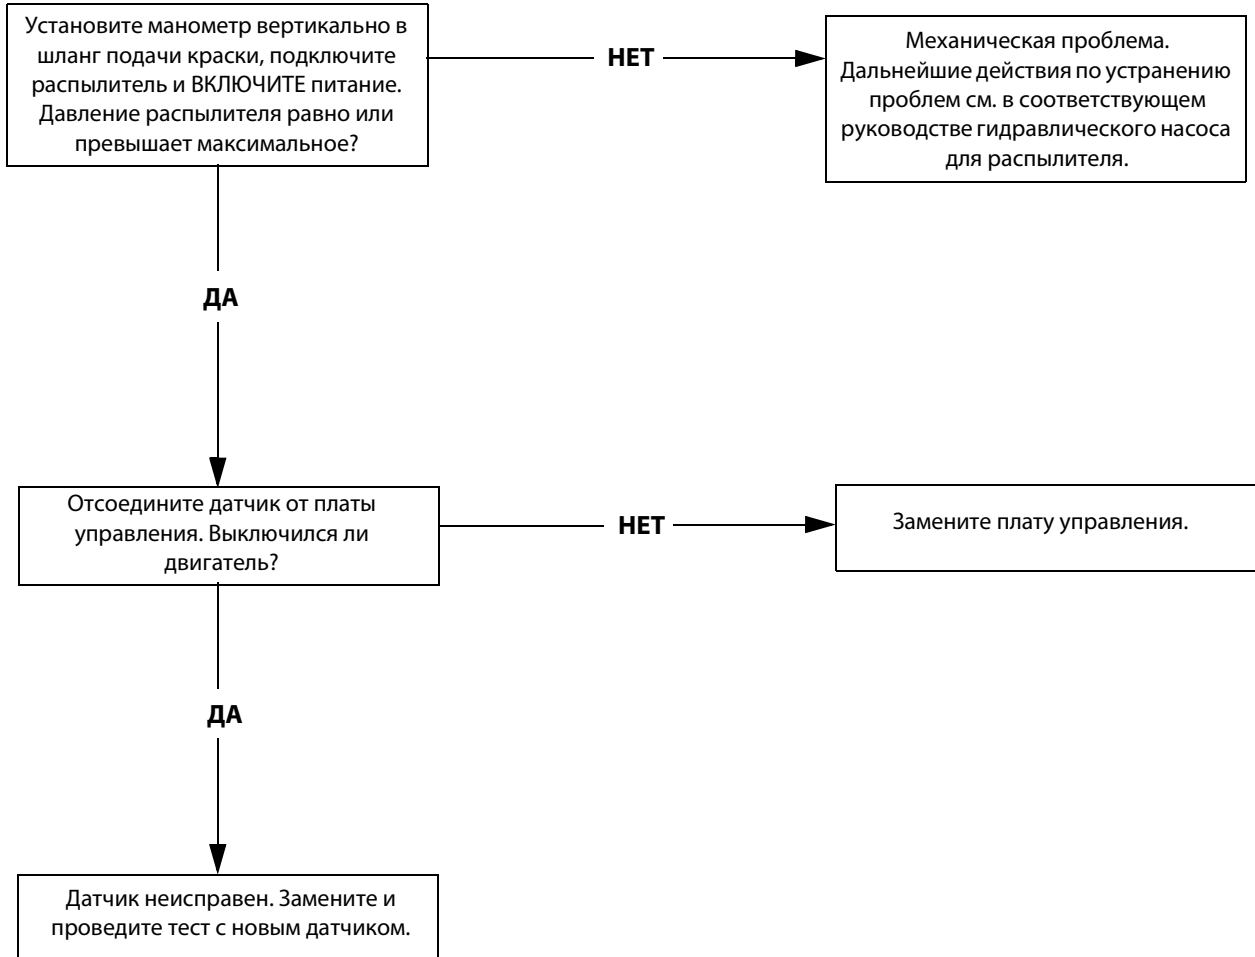 Установите манометр вертикально в
шланг подачи краски, подключите
распылитель и ВКЛЮЧИТЕ питание.
Давление распылителя равно или
превышает максимальное?
НЕТ
Механическая проблема.
Дальнейшие действия по устранению
проблем см. в соответствующем
руководстве гидравлического насоса
для распылителя.
ДА
Отсоедините датчик от платы
управления. Выключился ли
двигатель?
НЕТ
Замените плату управления.
ДА
Датчик неисправен. Замените и
проведите тест с новым датчиком.